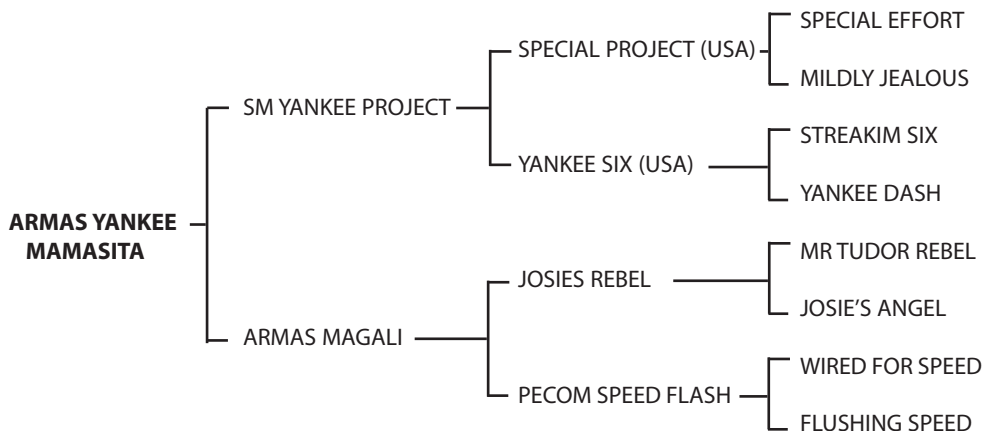 SPECIAL EFFORT
SPECIAL PROJECT (USA)
MILDLY JEALOUS
SM YANKEE PROJECT
STREAKIM SIX
YANKEE SIX (USA)
YANKEE DASH
ARMAS YANKEE
MAMASITA
MR TUDOR REBEL
JOSIES REBEL
JOSIE'S ANGEL
ARMAS MAGALI
WIRED FOR SPEED
PECOM SPEED FLASH
FLUSHING SPEED